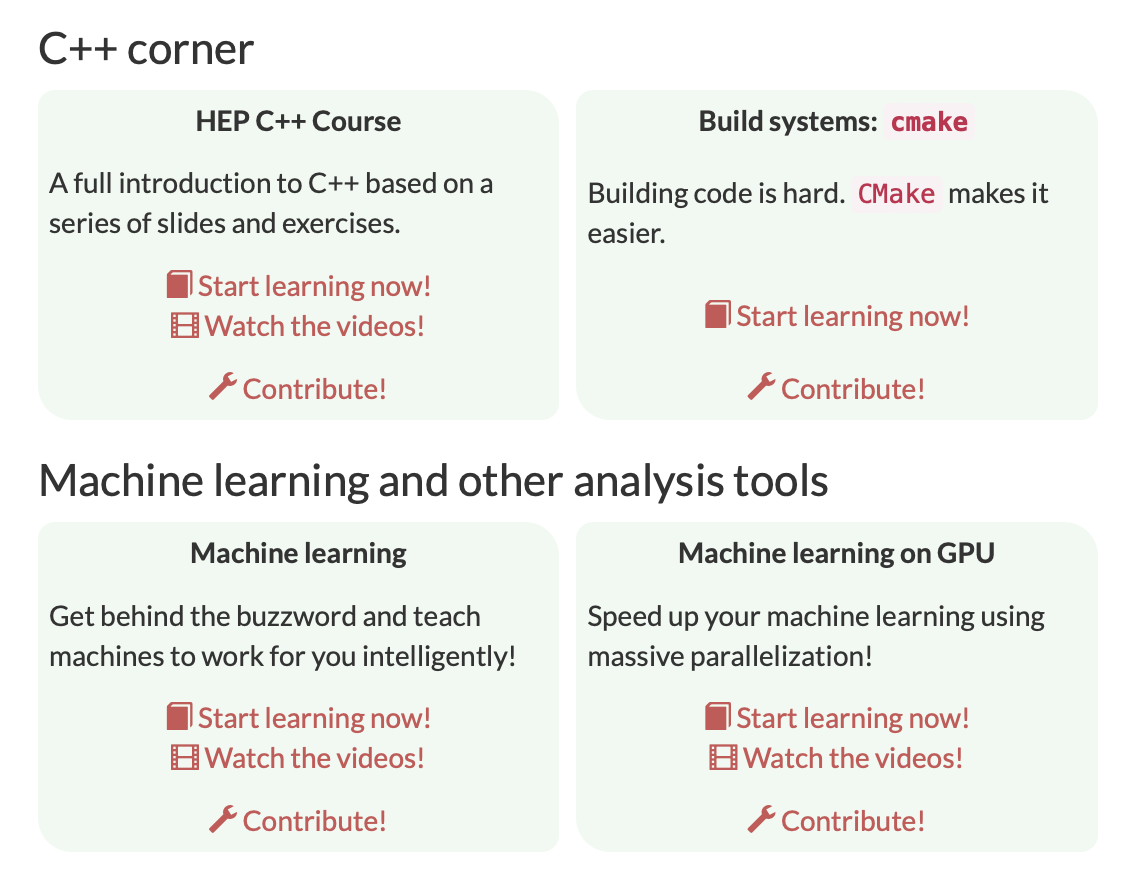 C++ corner
HEP C++ Course
A full introduction to C++ based on a
series of slides and exercises.
Start learning now!
Watch the videos!
Contribute!
Build systems: cmake
Building code is hard. CMake makes it
easier.
Start learning now!
Contribute!
Machine learning and other analysis tools
Machine learning
Get behind the buzzword and teach
machines to work for you intelligently!
Start learning now!
Watch the videos!
Contribute!
Machine learning on GPU
Speed up your machine learning using
massive parallelization!
Start learning now!
Watch the videos!
Contribute!